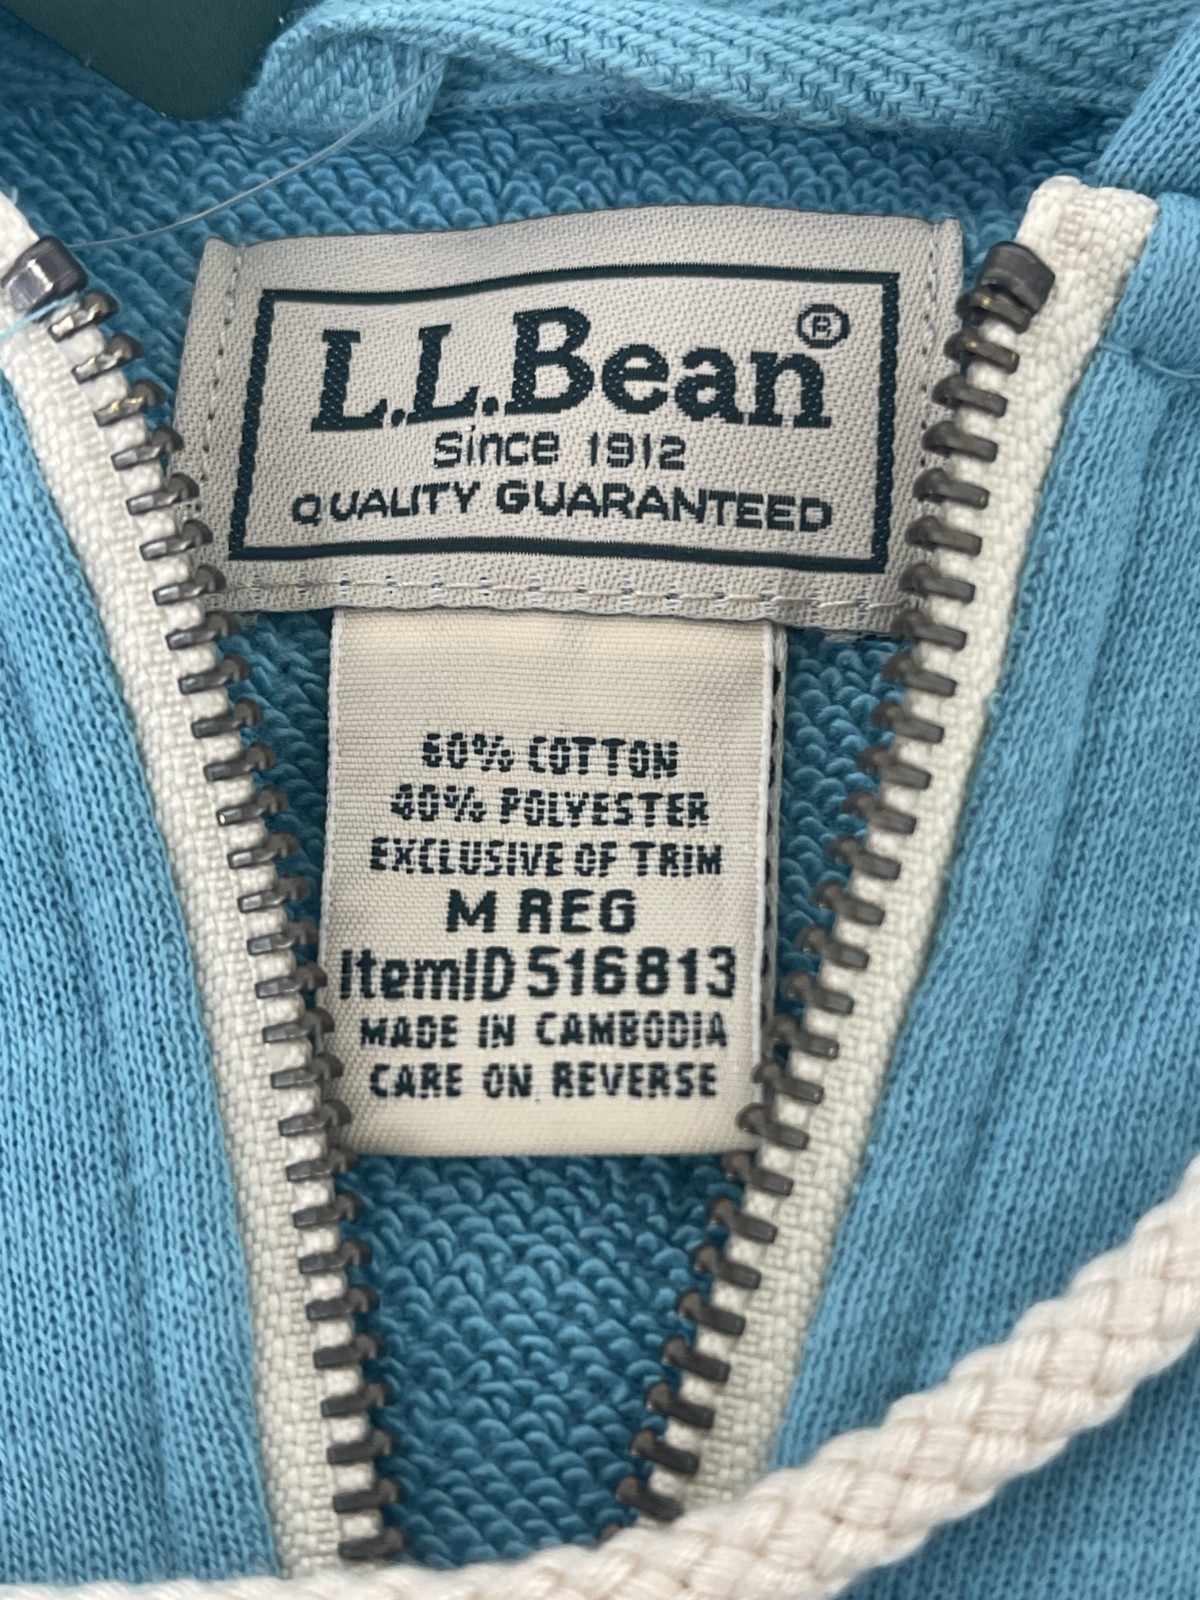 L.L.Bean®
Since 1912
QUALITY GUARANTEED
60% COTTON
40% POLYESTER
EXCLUSIVE OF TRIM
M REG
ItemID 516813
MADE IN CAMBODIA
CARE ON REVERSE